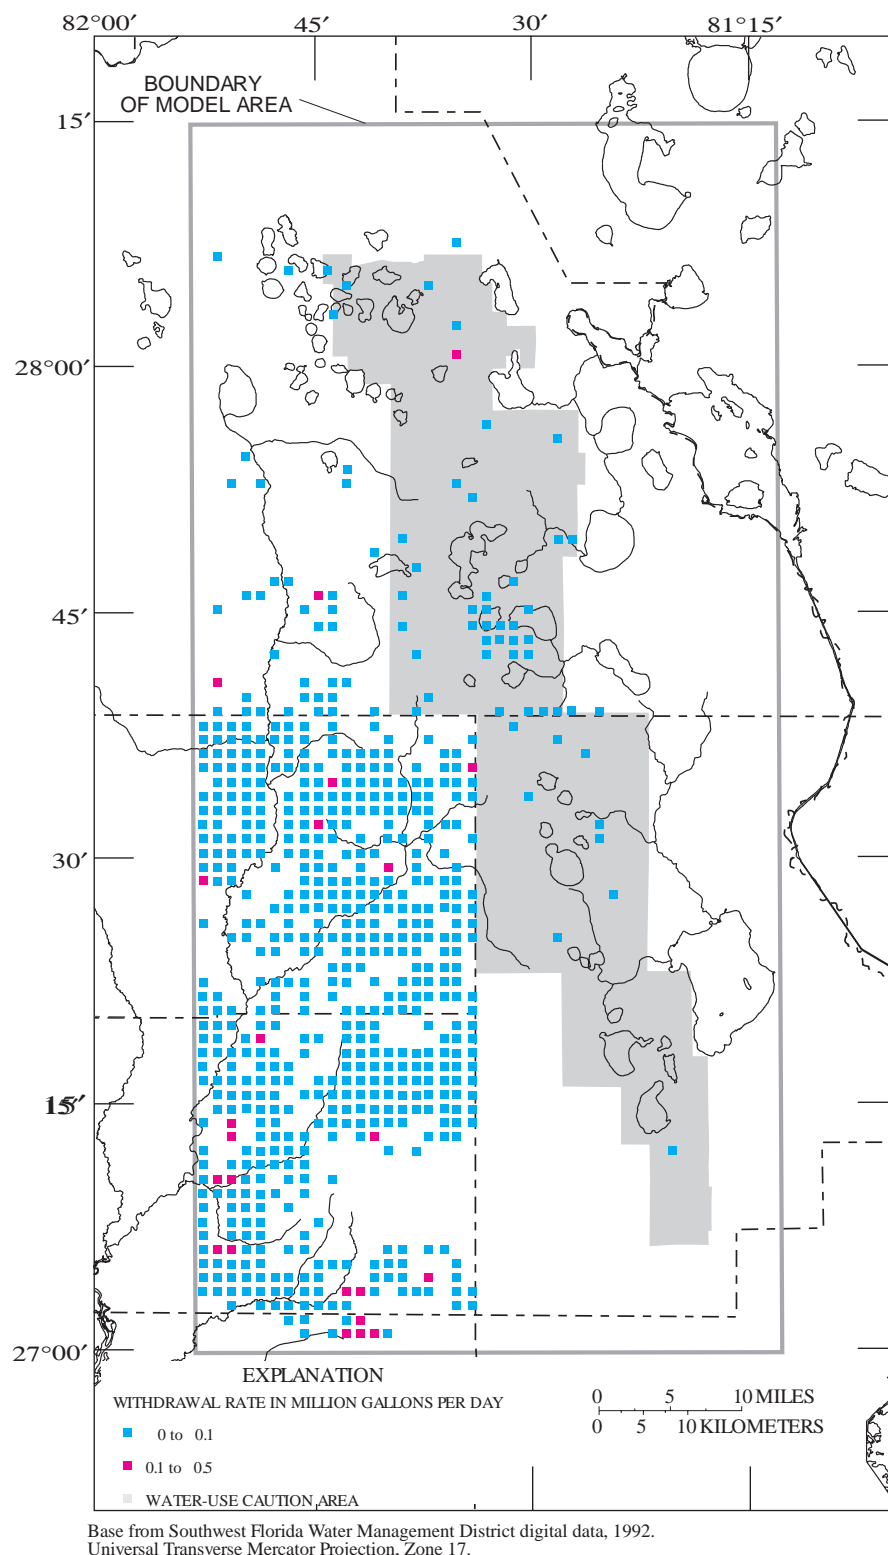 82°00′ 45′ 30′ 81°15′
BOUNDARY
OF MODEL AREA
15′
28°00′
45′
30′
15′
27°00′
EXPLANATION
WITHDRAWAL RATE IN MILLION GALLONS PER DAY
0 to 0.1
0.1 to 0.5
WATER-USE CAUTION AREA
0 5 10 MILES
0 5 10 KILOMETERS
Base from Southwest Florida Water Management District digital data, 1992.
Universal Transverse Mercator Projection, Zone 17.